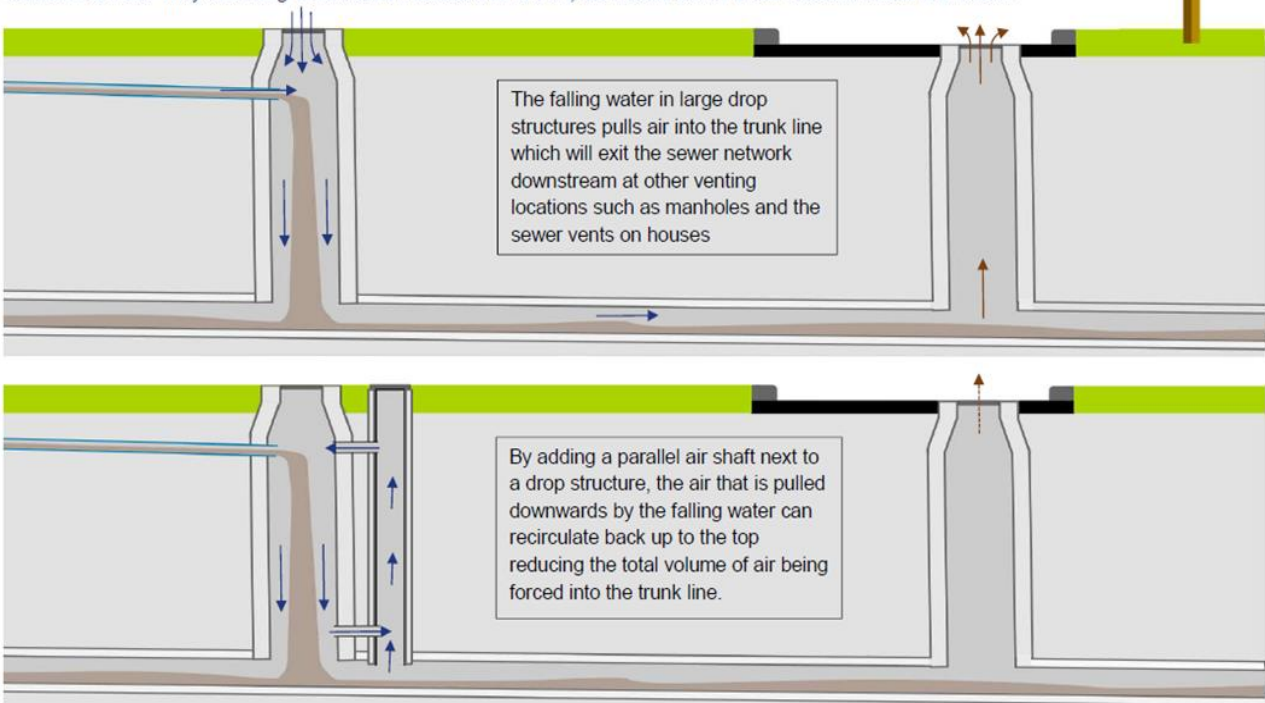 The falling water in large drop
structures pulls air into the trunk line
which will exit the sewer network
downstream at other venting
locations such as manholes and the
sewer vents on houses
By adding a parallel air shaft next to
a drop structure, the air that is pulled
downwards by the falling water can
recirculate back up to the top
reducing the total volume of air being
forced into the trunk line.